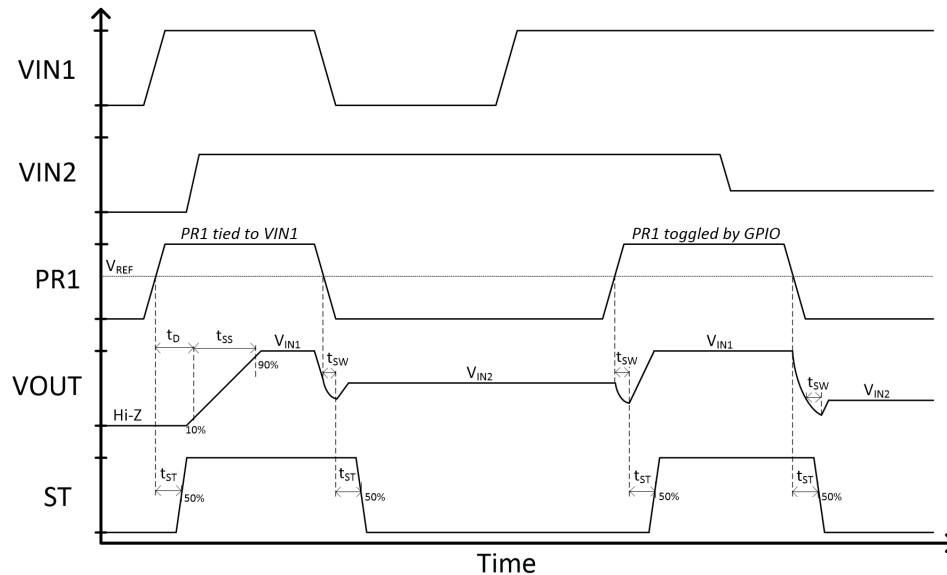 VIN1
VIN2
PR1 tied to VIN1
PR1 toggled by GPIO
PR1
VREF
tD
tSS
VIN1
90%
tSW
VIN2
tSW
VIN1
tSW
VIN2
VOUT
Hi-Z
10%
ST
tST
50%
tST
50%
tST
50%
tST
50%
Time